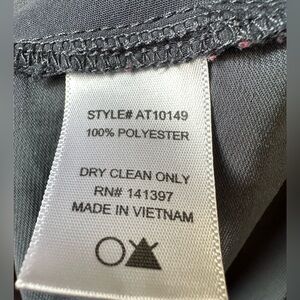 STYLE# AT10149
100% POLYESTER
DRY CLEAN ONLY
RN# 141397
MADE IN VIETNAM